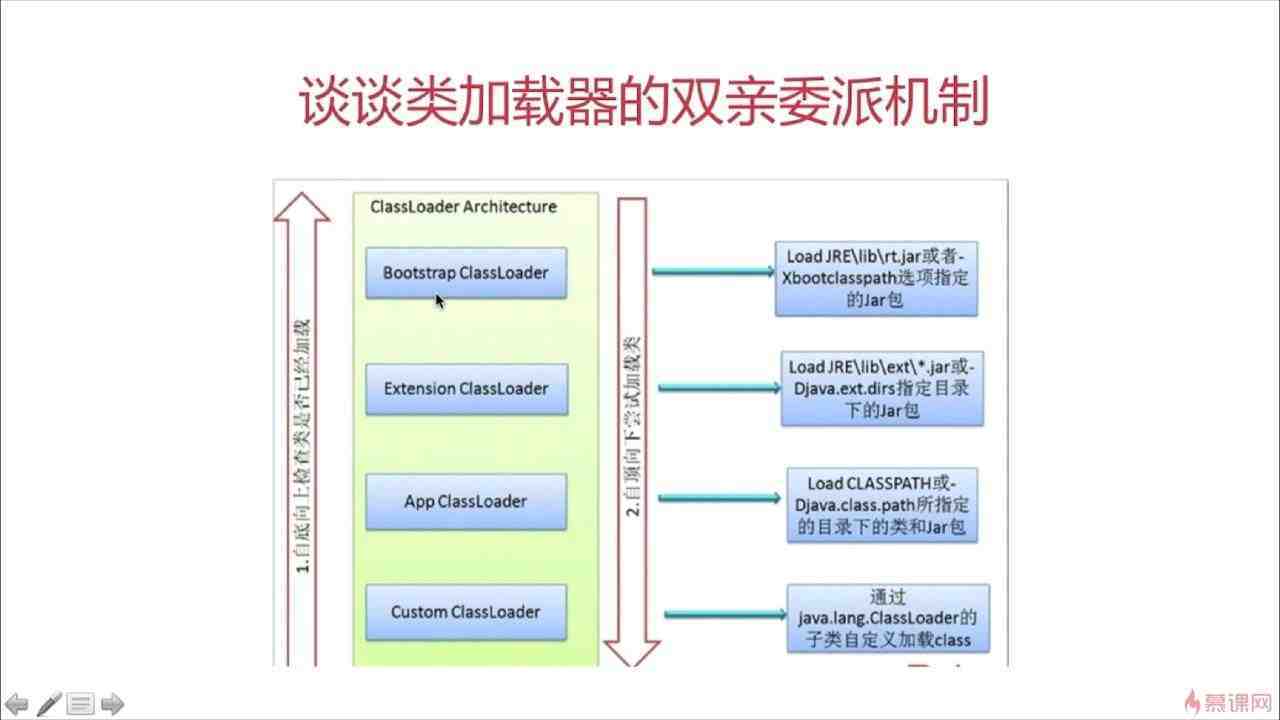 谈谈类加载器的双亲委派机制
ClassLoader Architecture
Bootstrap ClassLoader
Load JRE\lib\rt.jar或者-
Xbootclasspath选项指定
的Jar包
Extension ClassLoader
Load JRE\lib\ext\*.jar或-
Djava.ext.dirs指定目录
下的Jar包
App ClassLoader
Load CLASSPATH或-
Djava.class.path所指定
的目录下的类和Jar包
Custom ClassLoader
通过
java.lang.ClassLoader的
子类自定义加载class
1.自底向上检查类是否已经加载
2.自顶向下尝试加载类
慕课网